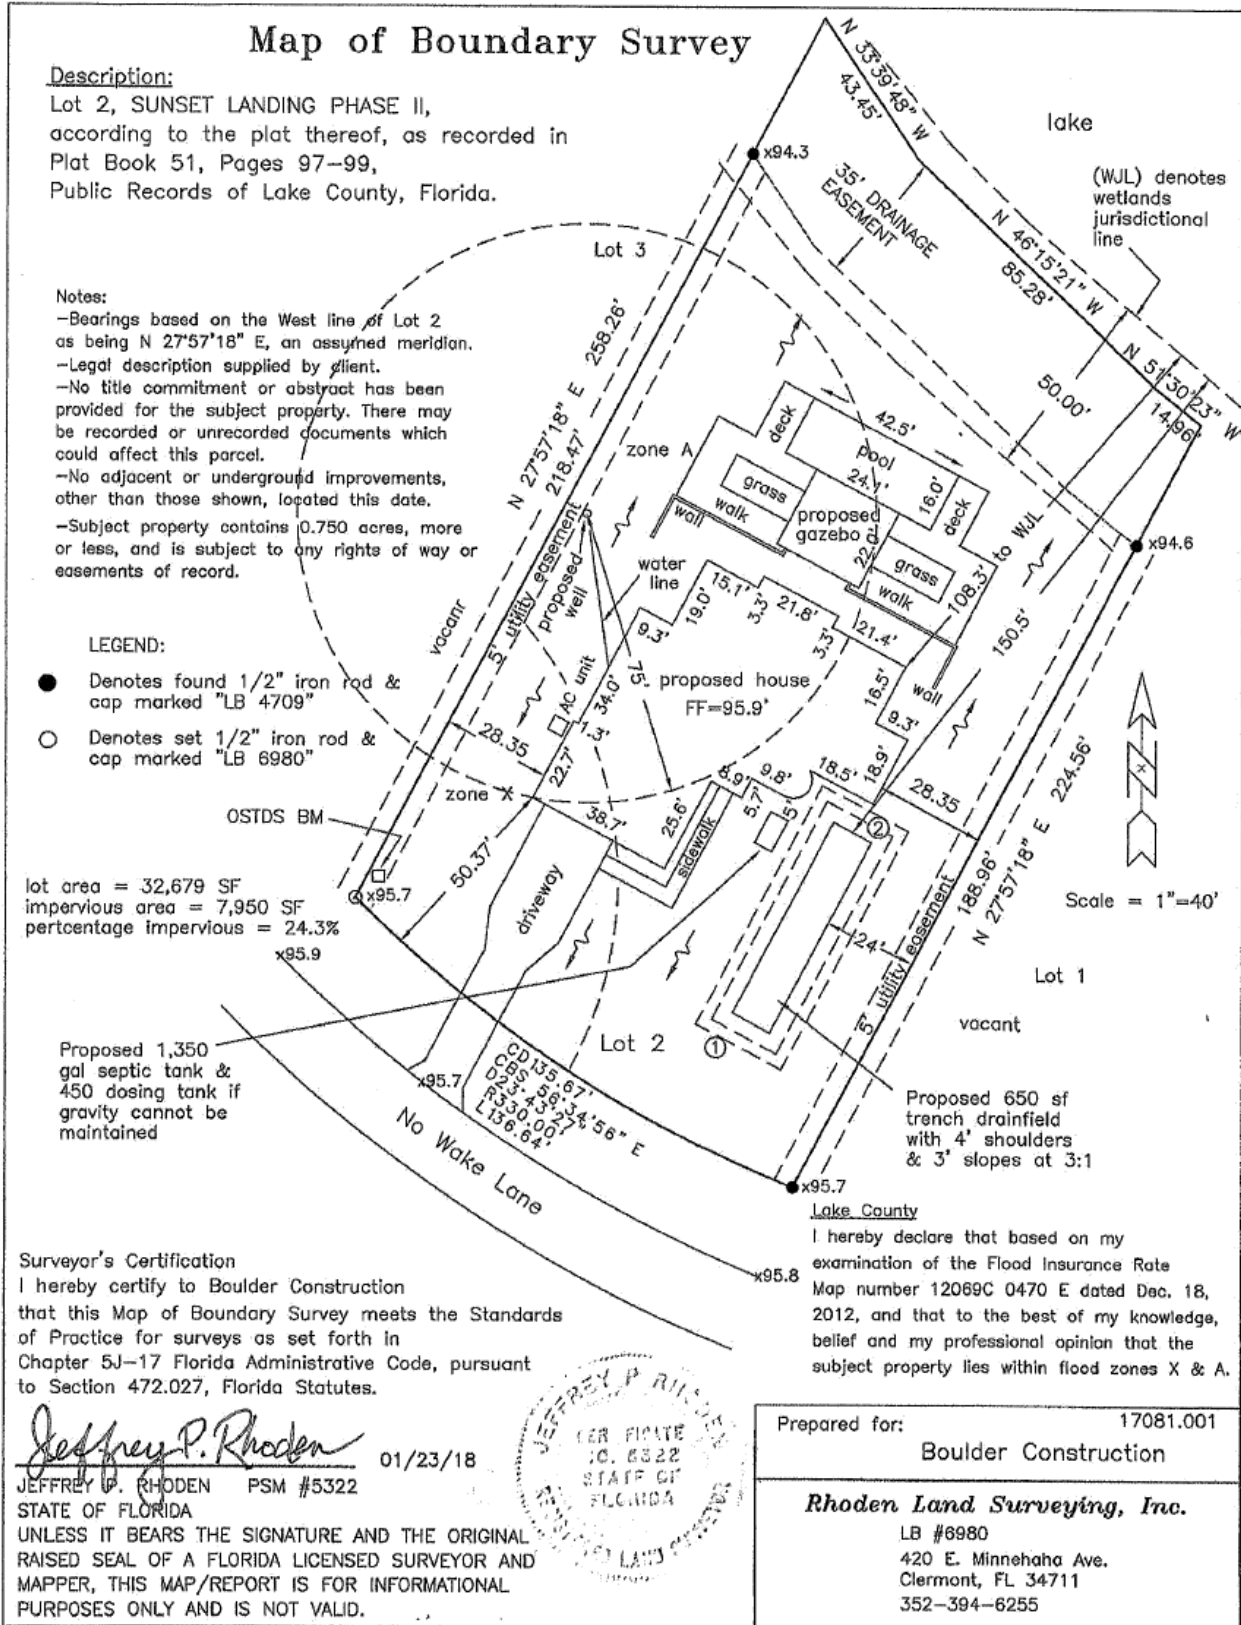 Map of Boundary Survey
Description:
Lot 2, SUNSET LANDING PHASE II,
according to the plat thereof, as recorded in
Plat Book 51, Pages 97-99,
Public Records of Lake County, Florida.
Notes:
-Bearings based on the West line of Lot 2
as being N 27°57'18" E, an assumed meridian.
-Legal description supplied by client.
-No title commitment or abstract has been
provided for the subject property. There may
be recorded or unrecorded documents which
could affect this parcel.
-No adjacent or underground improvements,
other than those shown, located this date.
-Subject property contains 0.750 acres, more
or less, and is subject to any rights of way or
easements of record.
LEGEND:
Denotes found 1/2" iron rod &
cap marked "LB 4709"
Denotes set 1/2" iron rod &
cap marked "LB 6980"
OSTDS BM
lot area = 32,679 SF
impervious area = 7,950 SF
pertcentage impervious = 24.3%
N 33°39'48" W
43.45'
lake
x94.3
35' DRAINAGE
EASEMENT
(WJL) denotes
wetlands
jurisdictional
line
N 46°15'21" W
85.28'
N 51°30'23" W
14.96'
50.00'
Lot 3
N 27°57'18" E 258.26'
218.47'
5' utility easement
vacanr
zone A
deck
42.5'
pool
24.1'
16.0'
deck
grass
walk
wall
proposed
gazebo
22.0'
grass
walk
wall
108.3' to WJL
150.5'
x94.6
water
line
proposed
well
75'
15.1'
19.0'
3.3'
21.8'
3.3'
21.4'
9.3'
16.5'
9.3'
18.9'
AC unit
34.0'
1.3'
22.7'
proposed house
FF=95.9'
28.35
28.35
zone X
38.7'
25.6'
sidewalk
8.9'
9.8'
5.7'
5'
18.5'
2
50.37'
driveway
24'
5' utility easement
188.96'
N 27°57'18" E 224.56'
Scale = 1"=40'
Lot 1
vacant
x95.7
x95.9
x95.7
Lot 2
1
CD135.67'
CBS 56°34'56" E
D23°43'27"
R330.00'
L136.64'
No Wake Lane
Proposed 1,350
gal septic tank &
450 dosing tank if
gravity cannot be
maintained
Proposed 650 sf
trench drainfield
with 4' shoulders
& 3' slopes at 3:1
x95.7
x95.8
Lake County
I hereby declare that based on my
examination of the Flood Insurance Rate
Map number 12069C 0470 E dated Dec. 18,
2012, and that to the best of my knowledge,
belief and my professional opinion that the
subject property lies within flood zones X & A.
Surveyor's Certification
I hereby certify to Boulder Construction
that this Map of Boundary Survey meets the Standards
of Practice for surveys as set forth in
Chapter 5J-17 Florida Administrative Code, pursuant
to Section 472.027, Florida Statutes.
Jeffrey P. Rhoden
01/23/18
JEFFREY P. RHODEN PSM #5322
STATE OF FLORIDA
UNLESS IT BEARS THE SIGNATURE AND THE ORIGINAL
RAISED SEAL OF A FLORIDA LICENSED SURVEYOR AND
MAPPER, THIS MAP/REPORT IS FOR INFORMATIONAL
PURPOSES ONLY AND IS NOT VALID.
JEFFREY P
STATE OF
FLORIDA
Prepared for: 17081.001
Boulder Construction
Rhoden Land Surveying, Inc.
LB #6980
420 E. Minnehaha Ave.
Clermont, FL 34711
352-394-6255